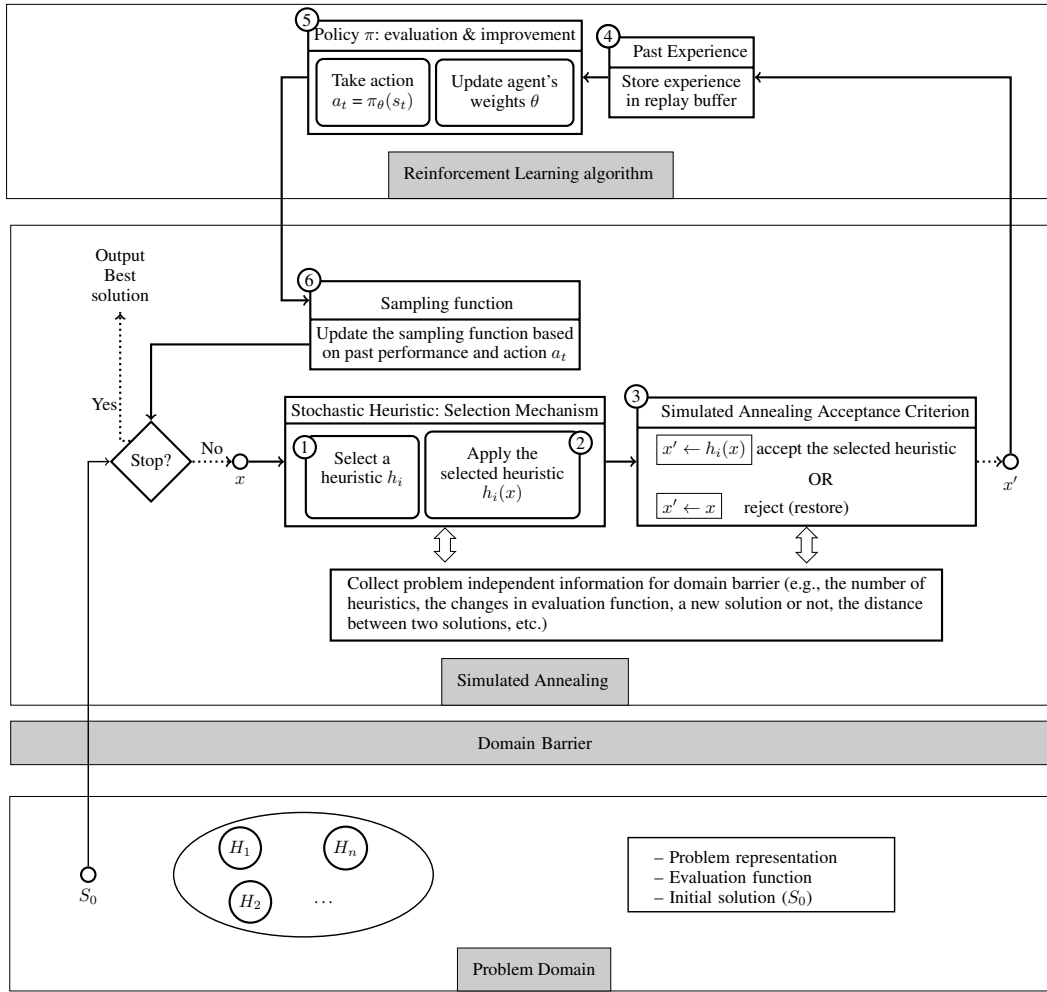 5
Policy π: evaluation & improvement
Take action
a_t = π_θ(s_t)
Update agent's
weights θ
4
Past Experience
Store experience
in replay buffer
Reinforcement Learning algorithm
Output
Best
solution
6
Sampling function
Update the sampling function based
on past performance and action a_t
Yes
Stop?
No
x
Stochastic Heuristic: Selection Mechanism
1
Select a
heuristic h_i
2
Apply the
selected heuristic
h_i(x)
3
Simulated Annealing Acceptance Criterion
x′ ← h_i(x) accept the selected heuristic
OR
x′ ← x reject (restore)
x′
Collect problem independent information for domain barrier (e.g., the number of
heuristics, the changes in evaluation function, a new solution or not, the distance
between two solutions, etc.)
Simulated Annealing
Domain Barrier
S_0
H_1
H_n
H_2
...
– Problem representation
– Evaluation function
– Initial solution (S_0)
Problem Domain